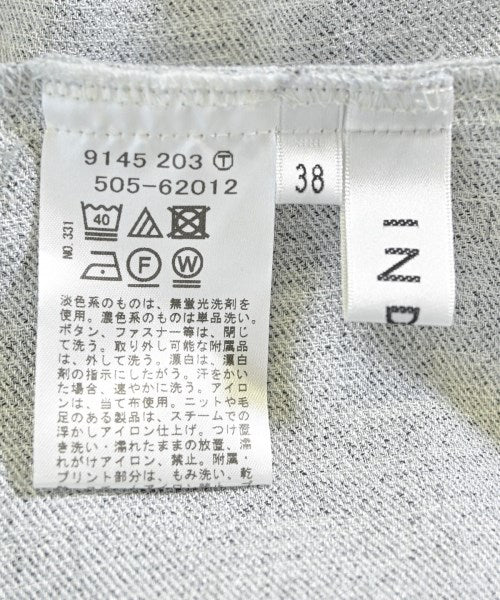 9145 203 Ⓣ
505-62012
40
NO.331
F
W
淡色系のものは、無蛍光洗剤を
使用。濃色系のものは単品洗い。
ボタン、ファスナー等は、閉じ
て洗う。取り外し可能な附属品
は、外して洗う。漂白は、漂白
剤の指示にしたがう。汗をかい
た場合、速やかに洗う。アイロ
ンは、当て布使用。ニットや毛
足のある製品は、スチームでの
浮かしアイロン仕上げ。つけ置
き洗い・濡れたままの放置、濡
れがけアイロン、禁止。附属・
プリント部分は、もみ洗い、乾
38
IND